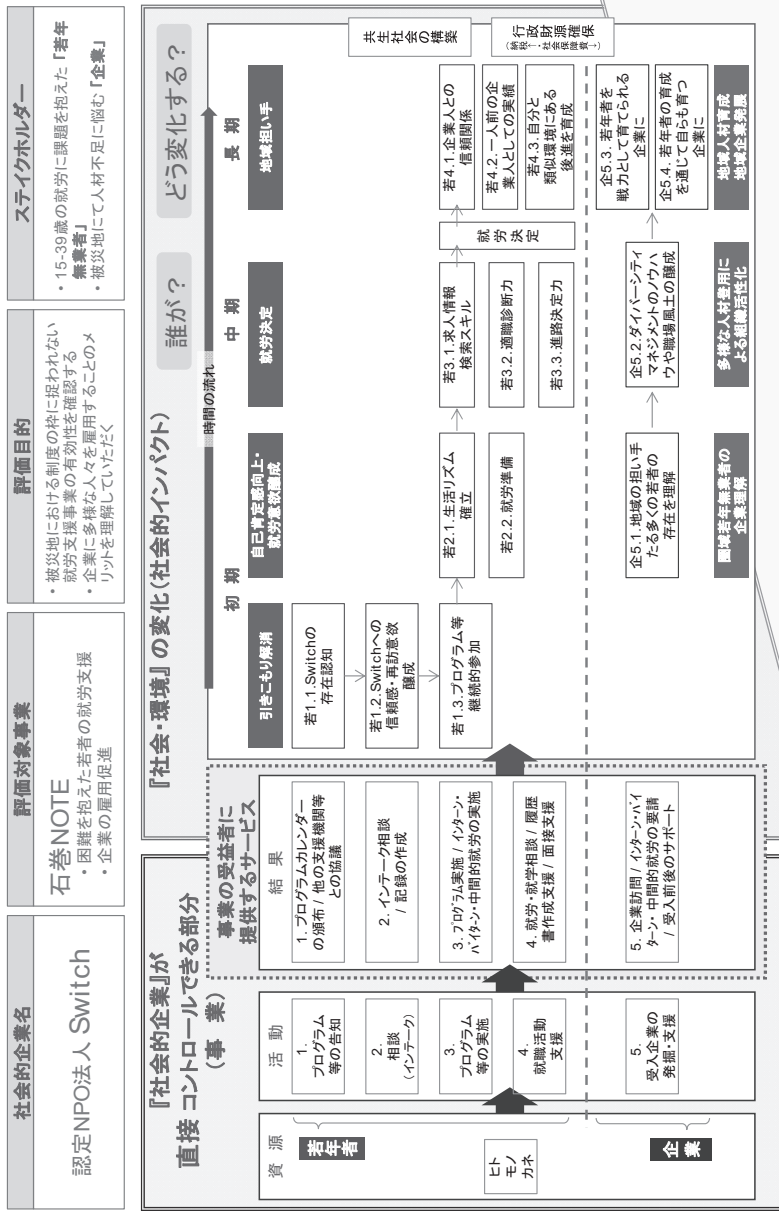 社会的企業名
認定NPO法人 Switch
評価対象事業
石巻NOTE
・困難を抱えた若者の就労支援
・企業の雇用促進
評価目的
・被災地における制度の枠に捉われない
就労支援事業の有効性を確認する
・企業に多様な人々を雇用することのメ
リットを理解していただく
ステイクホルダー
・15-39歳の就労に課題を抱えた「若年
無業者」
・被災地にて人材不足に悩む「企業」
『社会的企業』が
直接 コントロールできる部分
(事 業)
資 源
若年者
ヒト
モノ
カネ
企業
活 動
1.
プログラム
等の告知
2.
相談
(インテーク)
3.
プログラム
等の実施
4.
就職活動
支援
5.
受入企業の
発掘・支援
事業の受益者に
提供するサービス
結 果
1. プログラムカレンダー
の頒布 / 他の支援機関等
との協議
2. インテーク相談
/ 記録の作成
3. プログラム実施 / インターン・
バイターン・中間的就労の実施
4. 就労・就学相談 / 履歴
書作成支援 / 面接支援
5. 企業訪問 / インターン・バイ
ターン・中間的就労の要請
/ 受入前後のサポート
『社会・環境』の変化(社会的インパクト)
誰が?
どう変化する?
時間の流れ
初 期
中 期
長 期
引きこもり解消
自己肯定感向上・
就労意欲醸成
就労決定
地域担い手
若1.1.Switchの
存在認知
若1.2.Switchへの
信頼感・再訪意欲
醸成
若1.3.プログラム等
継続的参加
若2.1.生活リズム
確立
若2.2.就労準備
若3.1.求人情報
検索スキル
若3.2.適職診断力
若3.3.進路決定力
就労決定
若4.1.企業人との
信頼関係
若4.2.一人前の企
業人としての実績
若4.3.自分と
類似環境にある
後進を育成
共生社会の構築
行政財源確保
(納税↑・社会保障費↓)
企5.1.地域の担い手
たる多くの若者の
存在を理解
企5.2.ダイバーシティ
マネジメントのノウハ
ウや職場風土の醸成
企5.3. 若年者を
戦力として育てられる
企業に
企5.4. 若年者の育成
を通じて自らも育つ
企業に
圏域若年無業者の
企業理解
多様な人材登用に
よる組織活性化
地域人材育成
地域企業発展